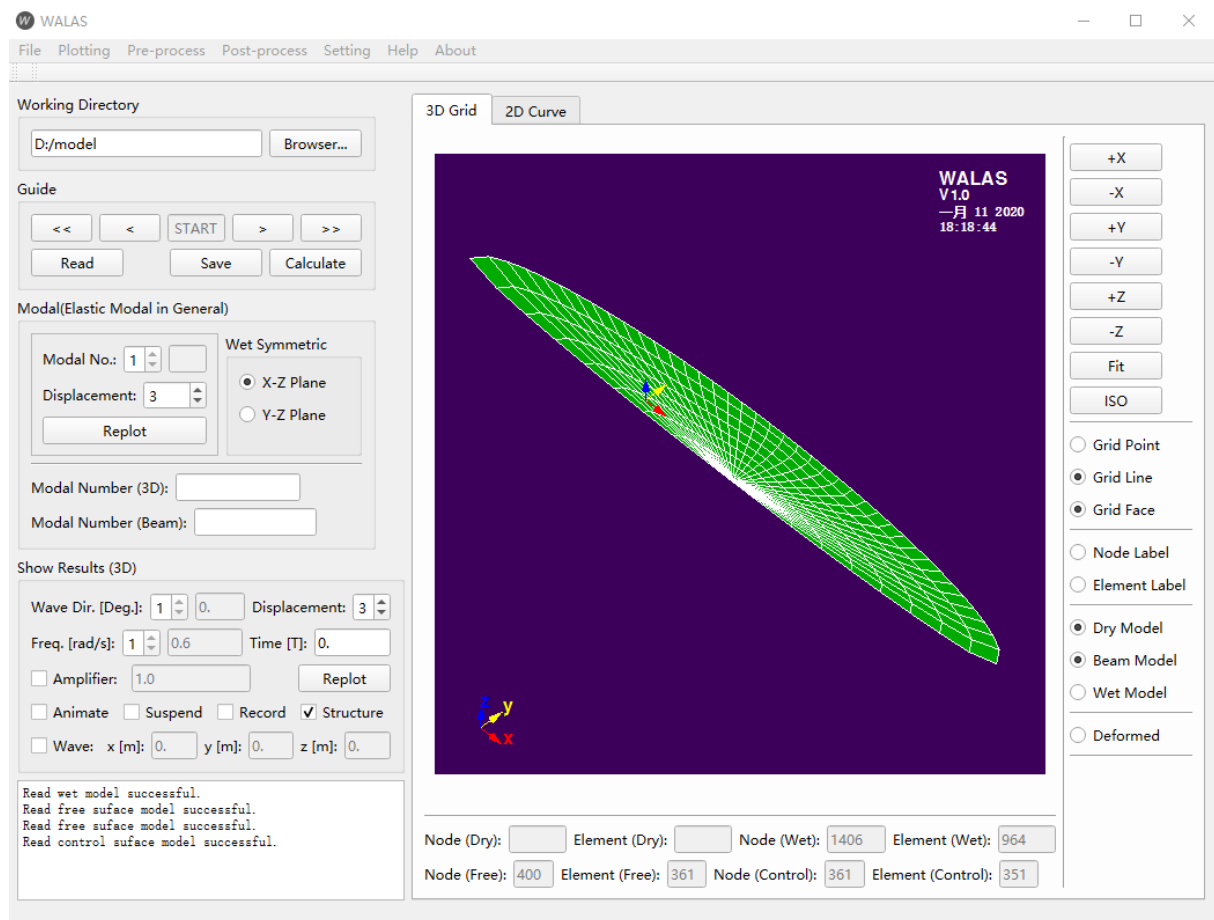 WALAS
File Plotting Pre-process Post-process Setting Help About
Working Directory
D:/model Browser...
Guide
<< < START > >>
Read Save Calculate
Modal(Elastic Modal in General)
Modal No.: 1
Displacement: 3
Replot
Wet Symmetric
X-Z Plane
Y-Z Plane
Modal Number (3D):
Modal Number (Beam):
Show Results (3D)
Wave Dir. [Deg.]: 1 0. Displacement: 3
Freq. [rad/s]: 1 0.6 Time [T]: 0.
Amplifier: 1.0 Replot
Animate Suspend Record Structure
Wave: x [m]: 0. y [m]: 0. z [m]: 0.
Read wet model successful.
Read free suface model successful.
Read free suface model successful.
Read control suface model successful.
3D Grid 2D Curve
WALAS
V1.0
一月 11 2020
18:18:44
z
y
x
+X
-X
+Y
-Y
+Z
-Z
Fit
ISO
Grid Point
Grid Line
Grid Face
Node Label
Element Label
Dry Model
Beam Model
Wet Model
Deformed
Node (Dry): Element (Dry): Node (Wet): 1406 Element (Wet): 964
Node (Free): 400 Element (Free): 361 Node (Control): 361 Element (Control): 351